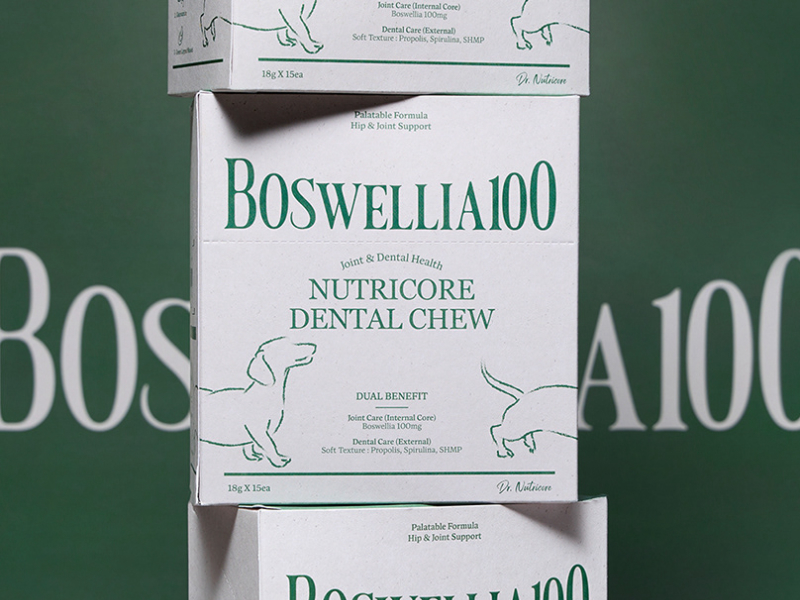 Joint Care (Internal Core)
Boswellia 100mg
Dental Care (External)
Soft Texture : Propolis, Spirulina, SHMP
18g X 15ea
Dr. Nutricore
Palatable Formula
Hip & Joint Support
BOSWELLIA100
Joint & Dental Health
NUTRICORE
DENTAL CHEW
DUAL BENEFIT
Joint Care (Internal Core)
Boswellia 100mg
Dental Care (External)
Soft Texture : Propolis, Spirulina, SHMP
18g X 15ea
Dr. Nutricore
BOS
A100
Palatable Formula
Hip & Joint Support
BOSWELLIA100